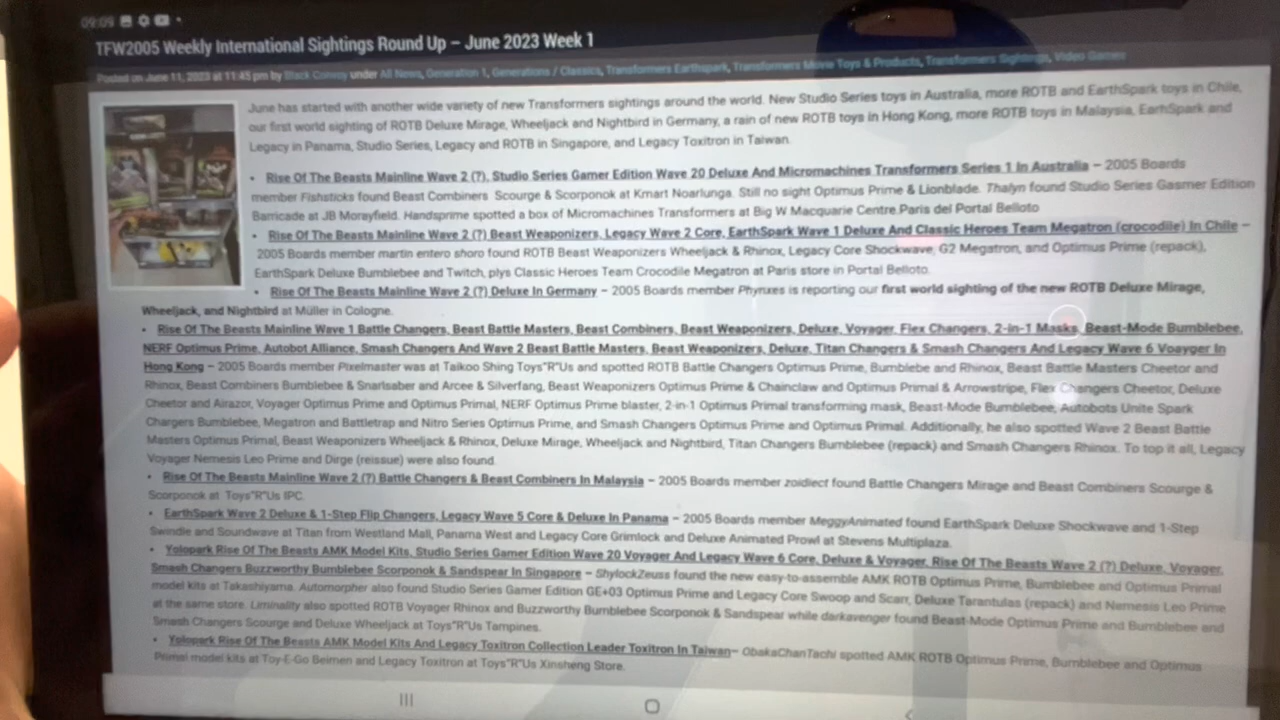 09:09
TFW2005 Weekly International Sightings Round Up – June 2023 Week 1
Posted on June 11, 2023 at 11:45 pm by Black Convoy under All News, Generation 1, Generations / Classics, Transformers Earthspark, Transformers Movie Toys & Products, Transformers Sightings, Video Games
June has started with another wide variety of new Transformers sightings around the world. New Studio Series toys in Australia, more ROTB and EarthSpark toys in Chile,
our first world sighting of ROTB Deluxe Mirage, Wheeljack and Nightbird in Germany, a rain of new ROTB toys in Hong Kong, more ROTB toys in Malaysia, EarhSpark and
Legacy in Panama, Studio Series, Legacy and ROTB in Singapore, and Legacy Toxitron in Taiwan.
• Rise Of The Beasts Mainline Wave 2 (?), Studio Series Gamer Edition Wave 20 Deluxe And Micromachines Transformers Series 1 In Australia – 2005 Boards
member Fishsticks found Beast Combiners Scourge & Scorponok at Kmart Noarlunga. Still no sight Optimus Prime & Lionblade. Thalyn found Studio Series Gasmer Edition
Barricade at JB Morayfield. Handsprime spotted a box of Micromachines Transformers at Big W Macquarie Centre.Paris del Portal Belloto
• Rise Of The Beasts Mainline Wave 2 (?) Beast Weaponizers, Legacy Wave 2 Core, EarthSpark Wave 1 Deluxe And Classic Heroes Team Megatron (crocodile) In Chile –
2005 Boards member martin entero shoro found ROTB Beast Weaponizers Wheeljack & Rhinox, Legacy Core Shockwave, G2 Megatron, and Optimus Prime (repack),
EarthSpark Deluxe Bumblebee and Twitch, plys Classic Heroes Team Crocodile Megatron at Paris store in Portal Belloto.
• Rise Of The Beasts Mainline Wave 2 (?) Deluxe In Germany – 2005 Boards member Phynxes is reporting our first world sighting of the new ROTB Deluxe Mirage,
Wheeljack, and Nightbird at Müller in Cologne.
• Rise Of The Beasts Mainline Wave 1 Battle Changers, Beast Battle Masters, Beast Combiners, Beast Weaponizers, Deluxe, Voyager, Flex Changers, 2-in-1 Masks, Beast-Mode Bumblebee,
NERF Optimus Prime, Autobot Alliance, Smash Changers And Wave 2 Beast Battle Masters, Beast Weaponizers, Deluxe, Titan Changers & Smash Changers And Legacy Wave 6 Voayger In
Hong Kong – 2005 Boards member Pixelmaster was at Taikoo Shing Toys"R"Us and spotted ROTB Battle Changers Optimus Prime, Bumblebe and Rhinox, Beast Battle Masters Cheetor and
Rhinox, Beast Combiners Bumblebee & Snarlsaber and Arcee & Silverfang, Beast Weaponizers Optimus Prime & Chainclaw and Optimus Primal & Arrowstripe, Flex Changers Cheetor, Deluxe
Cheetor and Airazor, Voyager Optimus Prime and Optimus Primal, NERF Optimus Prime blaster, 2-in-1 Optimus Primal transforming mask, Beast-Mode Bumblebee, Autobots Unite Spark
Chargers Bumblebee, Megatron and Battletrap and Nitro Series Optimus Prime, and Smash Changers Optimus Prime and Optimus Primal. Additionally, he also spotted Wave 2 Beast Battle
Masters Optimus Primal, Beast Weaponizers Wheeljack & Rhinox, Deluxe Mirage, Wheeljack and Nightbird, Titan Changers Bumblebee (repack) and Smash Changers Rhinox. To top it all, Legacy
Voyager Nemesis Leo Prime and Dirge (reissue) were also found.
• Rise Of The Beasts Mainline Wave 2 (?) Battle Changers & Beast Combiners In Malaysia – 2005 Boards member zoidiect found Battle Changers Mirage and Beast Combiners Scourge &
Scorponok at Toys"R"Us IPC.
• EarthSpark Wave 2 Deluxe & 1-Step Flip Changers, Legacy Wave 5 Core & Deluxe In Panama – 2005 Boards member MeggyAnimated found EarthSpark Deluxe Shockwave and 1-Step
Swindle and Soundwave at Titan from Westland Mall, Panama West and Legacy Core Grimlock and Deluxe Animated Prowl at Stevens Multiplaza.
• Yolopark Rise Of The Beasts AMK Model Kits, Studio Series Gamer Edition Wave 20 Voyager And Legacy Wave 6 Core, Deluxe & Voyager, Rise Of The Beasts Wave 2 (?) Deluxe, Voyager,
Smash Changers Buzzworthy Bumblebee Scorponok & Sandspear In Singapore – ShylockZeuss found the new easy-to-assemble AMK ROTB Optimus Prime, Bumblebee and Optimus Primal
model kits at Takashiyama. Automorpher also found Studio Series Gamer Edition GE+03 Optimus Prime and Legacy Core Swoop and Scarr, Deluxe Tarantulas (repack) and Nemesis Leo Prime
at the same store. Liminality also spotted ROTB Voyager Rhinox and Buzzworthy Bumblebee Scorponok & Sandspear while darkavenger found Beast-Mode Optimus Prime and Bumblebee and
Smash Changers Scourge and Deluxe Wheeljack at Toys"R"Us Tampines.
• Yolopark Rise Of The Beasts AMK Model Kits And Legacy Toxitron Collection Leader Toxitron In Taiwan– ObakaChanTachi spotted AMK ROTB Optimus Prime, Bumblebee and Optimus
Primal model kits at Toy-E-Go Beimen and Legacy Toxitron at Toys"R"Us Xinsheng Store.